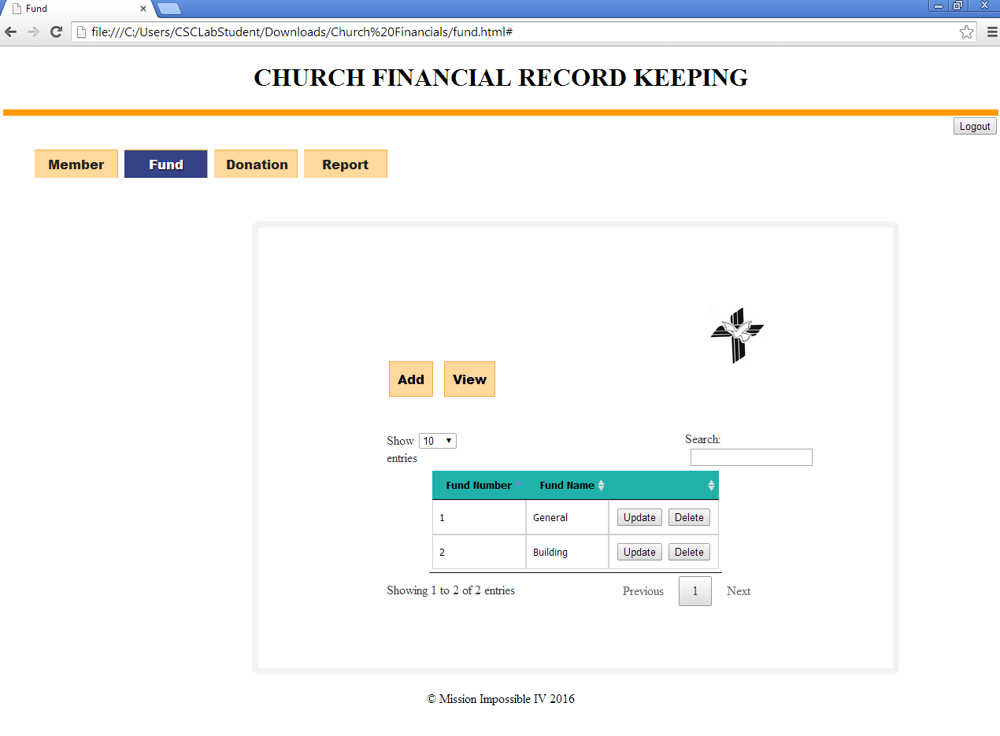 Fund
file:///C:/Users/CSCLabStudent/Downloads/Church%20Financials/fund.html#
CHURCH FINANCIAL RECORD KEEPING
Logout
Member Fund Donation Report
Add View
Show 10 entries
Search:
Fund Number Fund Name
1 General Update Delete
2 Building Update Delete
Showing 1 to 2 of 2 entries Previous 1 Next
© Mission Impossible IV 2016